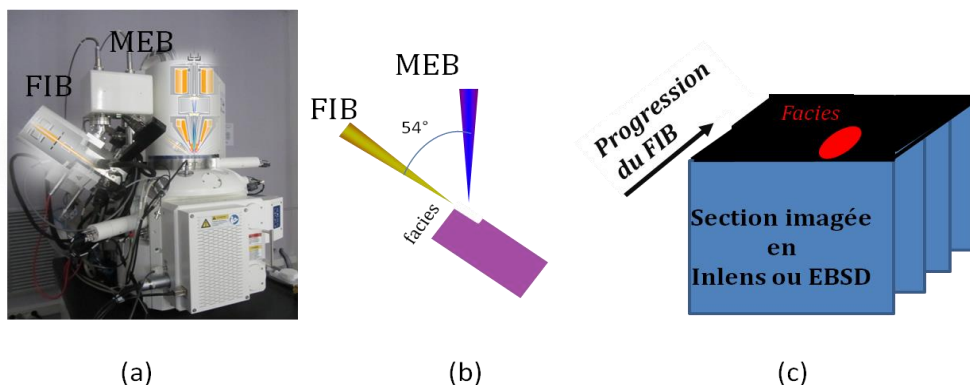 MEB
FIB
MEB
FIB
54°
facies
Progression
du FIB
Facies
Section imagée
en
Inlens ou EBSD
(a)
(b)
(c)